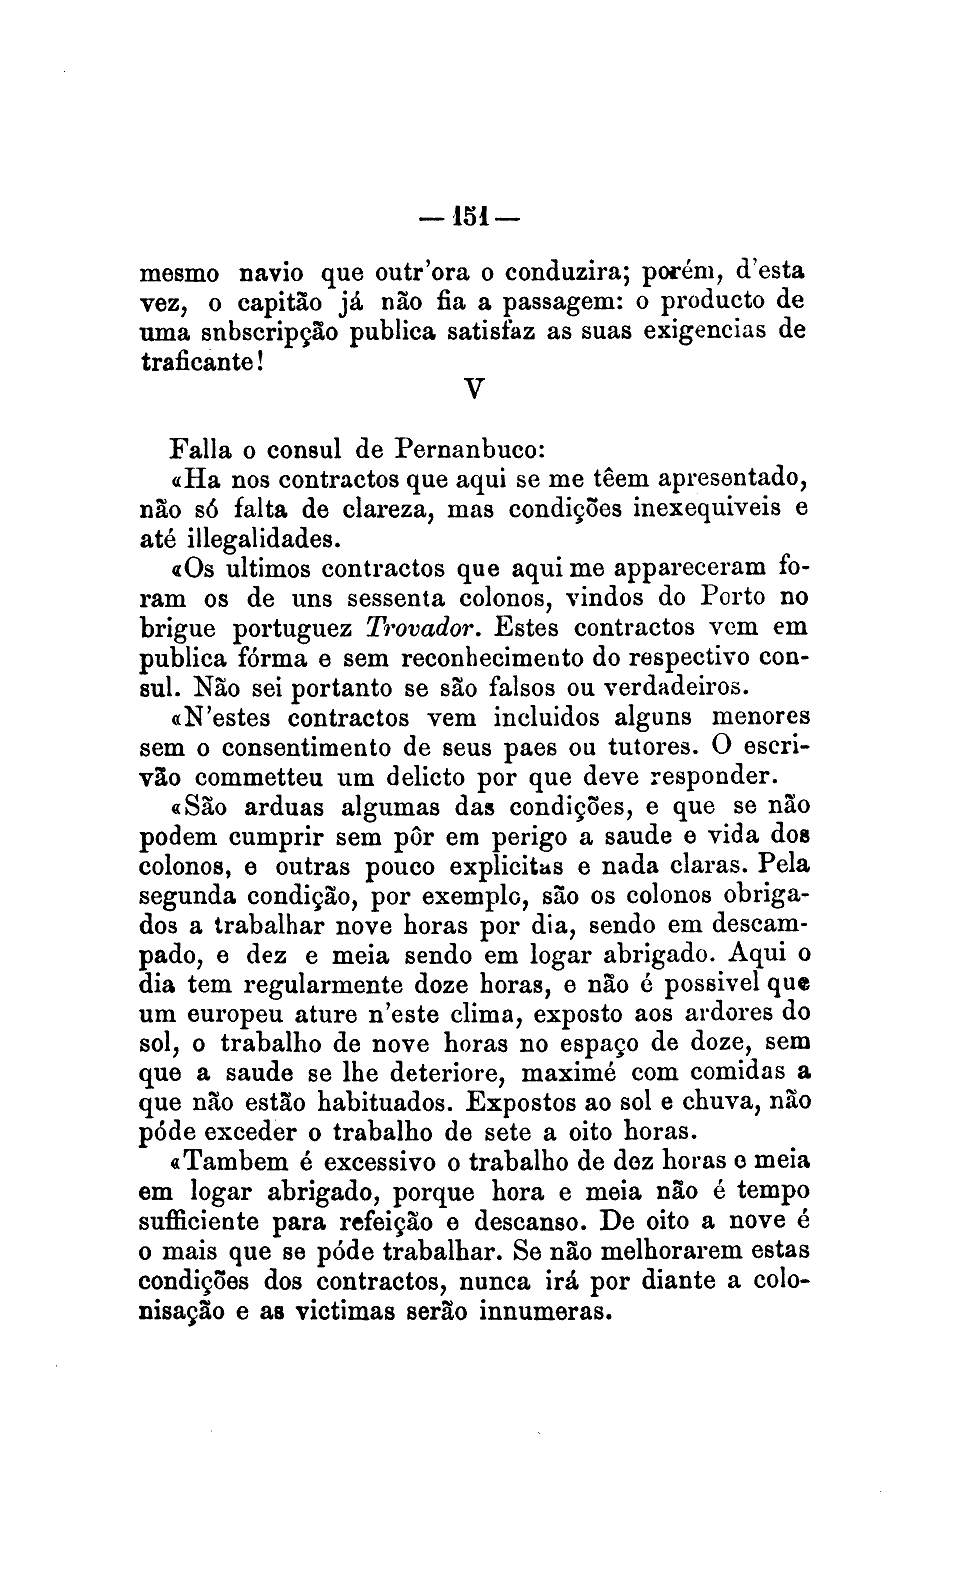 — 151 —
mesmo navio que outr'ora o conduzira; porém, d'esta
vez, o capitão já não fia a passagem: o producto de
uma snbscripção publica satisfaz as suas exigencias de
traficante!
V
Falla o consul de Pernanbuco:
«Ha nos contractos que aqui se me têem apresentado,
não só falta de clareza, mas condições inexequiveis e
até illegalidades.
«Os ultimos contractos que aqui me appareceram fo-
ram os de uns sessenta colonos, vindos do Porto no
brigue portuguez Trovador. Estes contractos vem em
publica fórma e sem reconhecimento do respectivo con-
sul. Não sei portanto se são falsos ou verdadeiros.
«N'estes contractos vem incluidos alguns menores
sem o consentimento de seus paes ou tutores. O escri-
vão commetteu um delicto por que deve responder.
«São arduas algumas das condições, e que se não
podem cumprir sem pôr em perigo a saude e vida dos
colonos, e outras pouco explicitas e nada claras. Pela
segunda condição, por exemplo, são os colonos obriga-
dos a trabalhar nove horas por dia, sendo em descam-
pado, e dez e meia sendo em logar abrigado. Aqui o
dia tem regularmente doze horas, e não é possivel que
um europeu ature n'este clima, exposto aos ardores do
sol, o trabalho de nove horas no espaço de doze, sem
que a saude se lhe deteriore, maximé com comidas a
que não estão habituados. Expostos ao sol e chuva, não
póde exceder o trabalho de sete a oito horas.
«Tambem é excessivo o trabalho de dez horas e meia
em logar abrigado, porque hora e meia não é tempo
sufficiente para refeição e descanso. De oito a nove é
o mais que se póde trabalhar. Se não melhorarem estas
condições dos contractos, nunca irá por diante a colo-
nisação e as victimas serão innumeras.